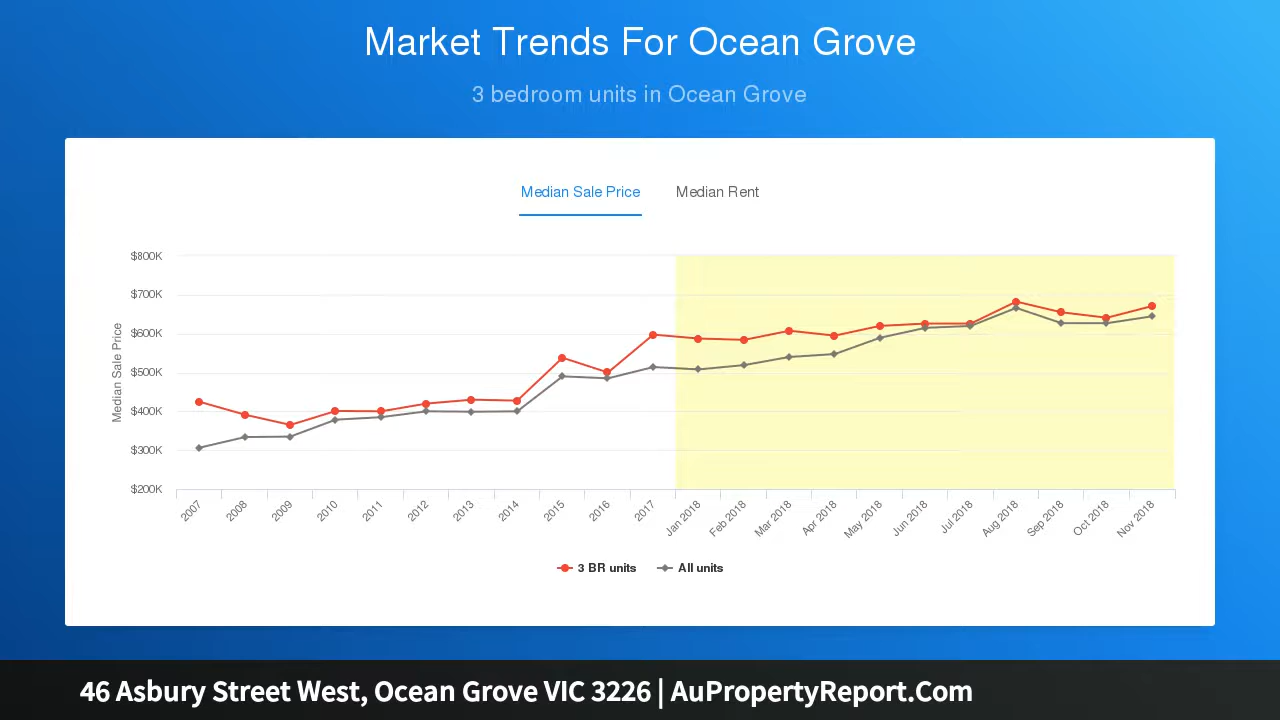 Market Trends For Ocean Grove
3 bedroom units in Ocean Grove
Median Sale Price Median Rent
$800K
$700K
$600K
$500K
$400K
$300K
$200K
Median Sale Price
2007 2008 2009 2010 2011 2012 2013 2014 2015 2016 2017 Jan 2018 Feb 2018 Mar 2018 Apr 2018 May 2018 Jun 2018 Jul 2018 Aug 2018 Sep 2018 Oct 2018 Nov 2018
3 BR units All units
46 Asbury Street West, Ocean Grove VIC 3226 | AuPropertyReport.Com